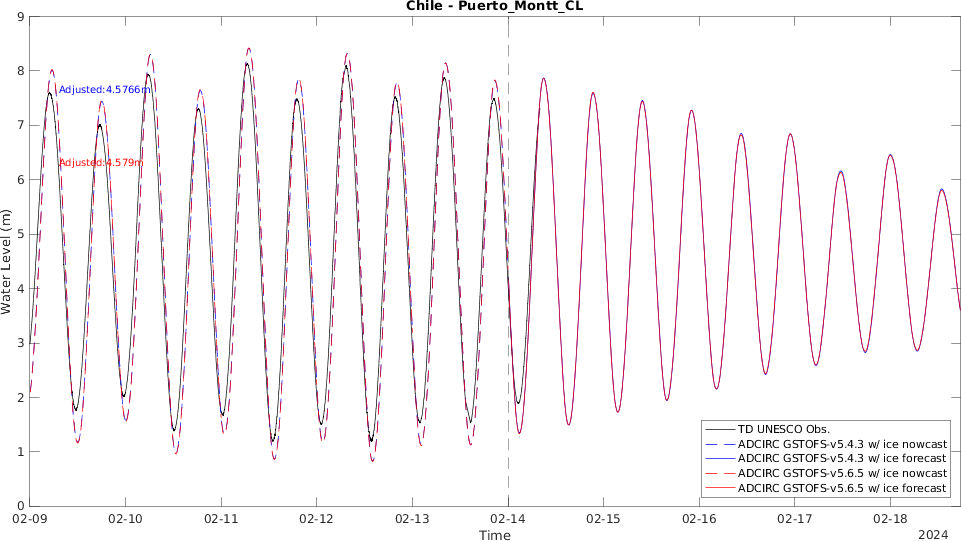 Chile - Puerto_Montt_CL
9
8
7
6
5
4
3
2
1
0
Water Level (m)
Adjusted:4.5766m
Adjusted:4.579m
TD UNESCO Obs.
ADCIRC GSTOFS-v5.4.3 w/ ice nowcast
ADCIRC GSTOFS-v5.4.3 w/ ice forecast
ADCIRC GSTOFS-v5.6.5 w/ ice nowcast
ADCIRC GSTOFS-v5.6.5 w/ ice forecast
02-09 02-10 02-11 02-12 02-13 02-14 02-15 02-16 02-17 02-18
Time
2024